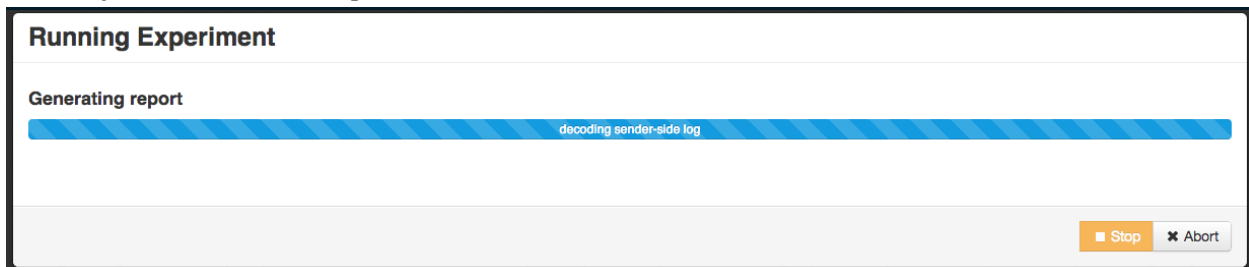 Running Experiment
Generating report
decoding sender-side log
Stop
Abort